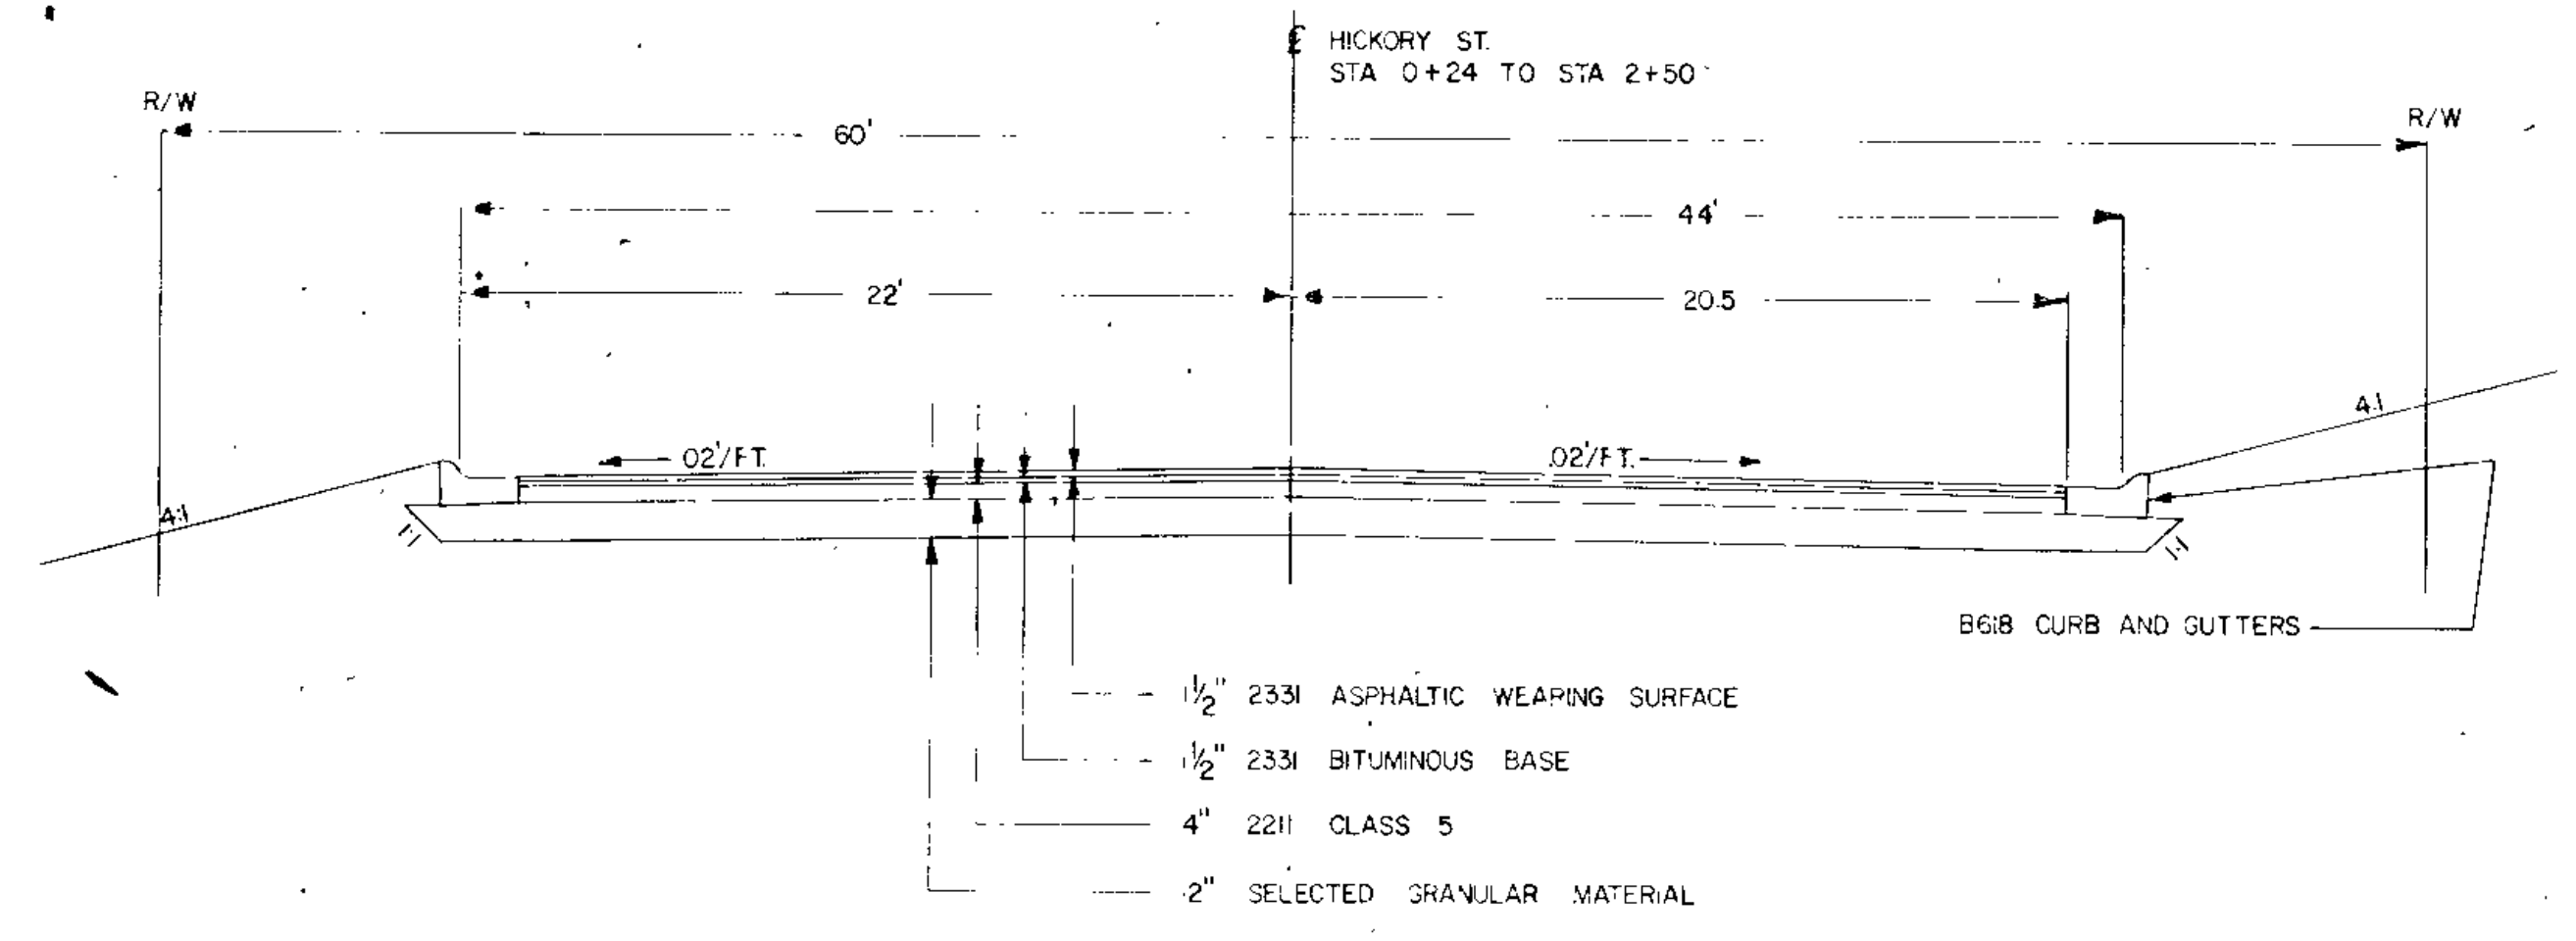 ℄ HICKORY ST.
STA 0+24 TO STA 2+50
R/W
R/W
60'
44'
22'
20.5
.02'/FT.
.02'/FT.
4:1
4:1
1:1
1:1
B618 CURB AND GUTTERS
1½" 2331 ASPHALTIC WEARING SURFACE
1½" 2331 BITUMINOUS BASE
4" 2211 CLASS 5
2" SELECTED GRANULAR MATERIAL